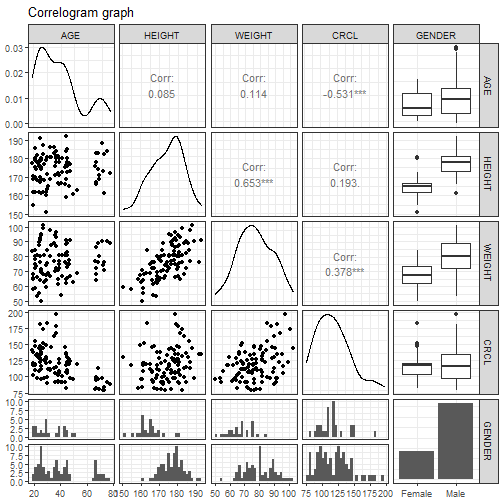 Correlogram graph
AGE HEIGHT WEIGHT CRCL GENDER
0.03
0.02
0.01
0.00
Corr:
0.085
Corr:
0.114
Corr:
-0.531***
AGE
190
180
170
160
150
Corr:
0.653***
Corr:
0.193.
HEIGHT
100
90
80
70
60
50
Corr:
0.378***
WEIGHT
200
175
150
125
100
75
CRCL
10.0
7.5
5.0
2.5
0.0
10.0
7.5
5.0
2.5
0.0
GENDER
20 40 60 80 150 160 170 180 190 50 60 70 80 90 100 75 100 125 150 175 200 Female Male